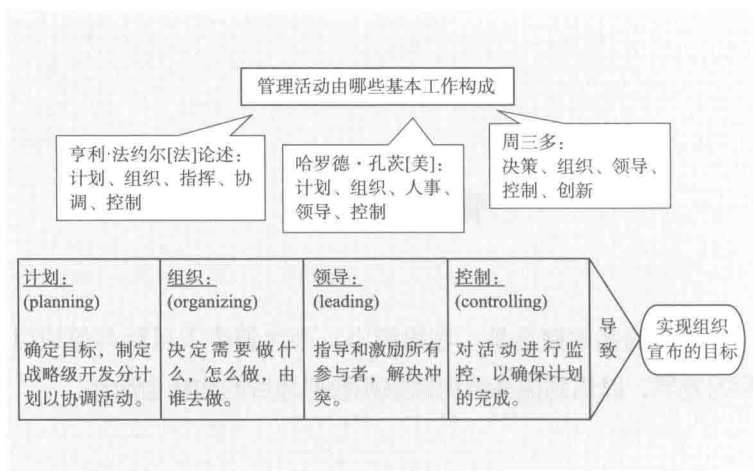 管理活动由哪些基本工作构成
亨利·法约尔[法]论述：
计划、组织、指挥、协
调、控制
哈罗德·孔茨[美]：
计划、组织、人事、
领导、控制
周三多：
决策、组织、领导、
控制、创新
计划：
(planning)
确定目标，制定
战略级开发分计
划以协调活动。
组织：
(organizing)
决定需要做什
么，怎么做，由
谁去做。
领导：
(leading)
指导和激励所有
参与者，解决冲
突。
控制：
(controlling)
对活动进行监
控，以确保计划
的完成。
导
致
实现组织
宣布的目标